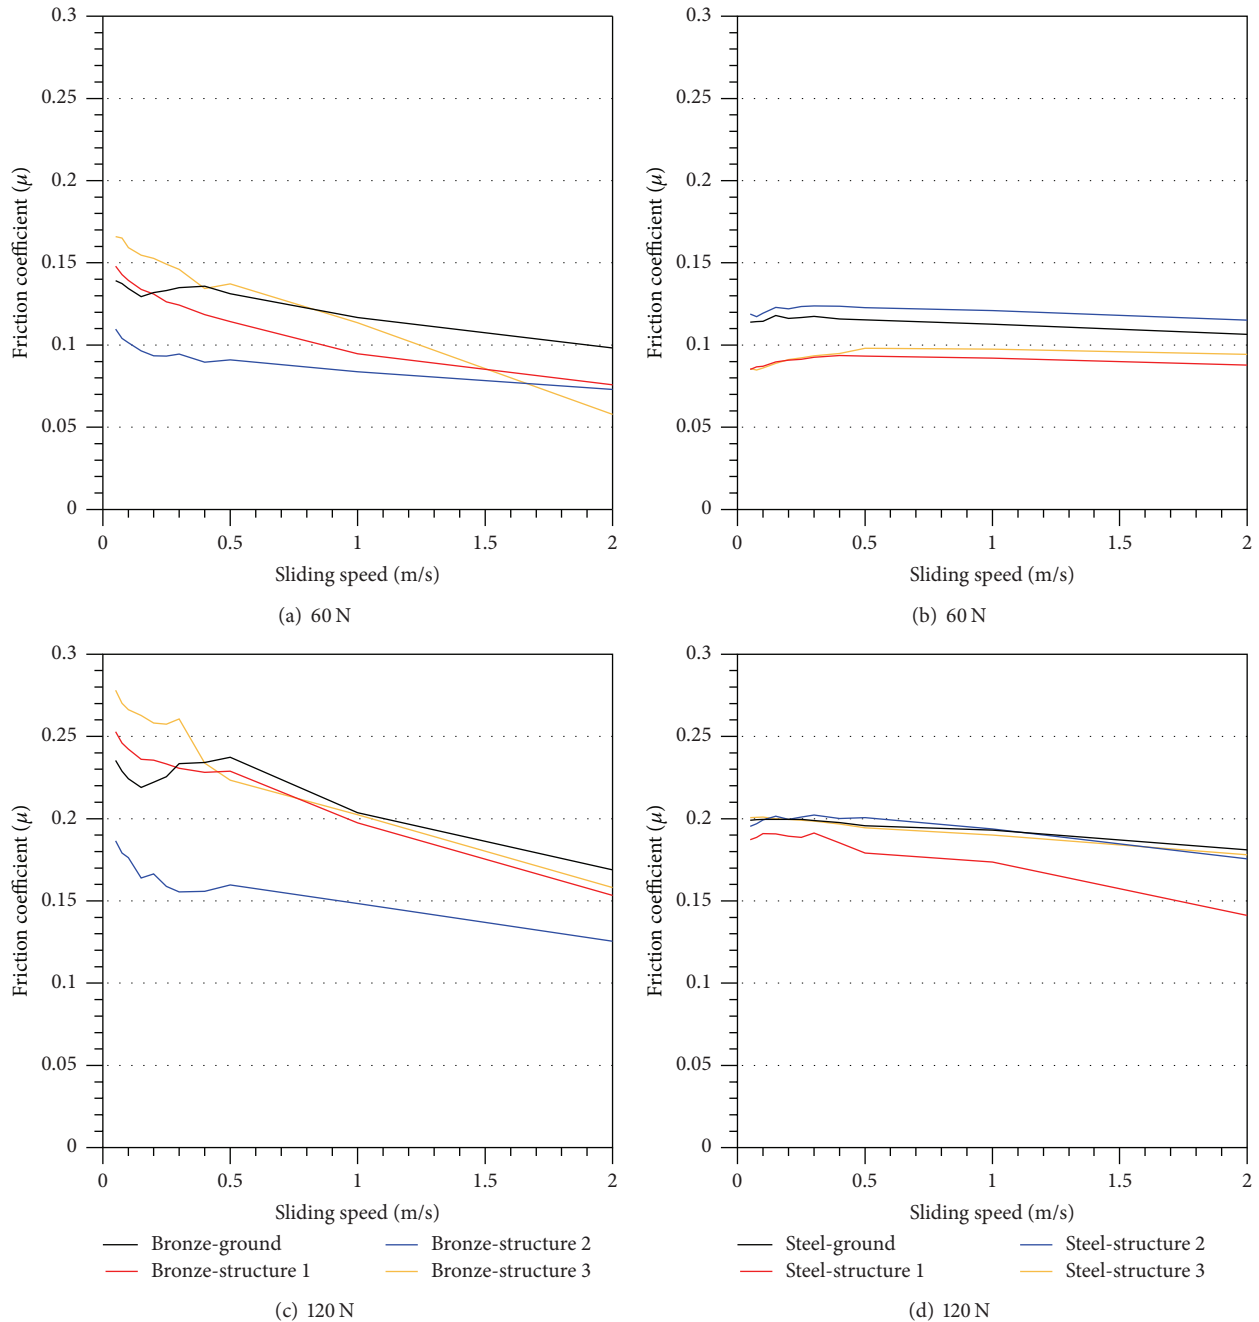 0.3
0.25
0.2
0.15
0.1
0.05
0
Friction coefficient (μ)
0 0.5 1 1.5 2
Sliding speed (m/s)
(a) 60 N
0.3
0.25
0.2
0.15
0.1
0.05
0
Friction coefficient (μ)
0 0.5 1 1.5 2
Sliding speed (m/s)
(b) 60 N
0.3
0.25
0.2
0.15
0.1
0.05
0
Friction coefficient (μ)
0 0.5 1 1.5 2
Sliding speed (m/s)
Bronze-ground Bronze-structure 2
Bronze-structure 1 Bronze-structure 3
(c) 120 N
0.3
0.25
0.2
0.15
0.1
0.05
0
Friction coefficient (μ)
0 0.5 1 1.5 2
Sliding speed (m/s)
Steel-ground Steel-structure 2
Steel-structure 1 Steel-structure 3
(d) 120 N